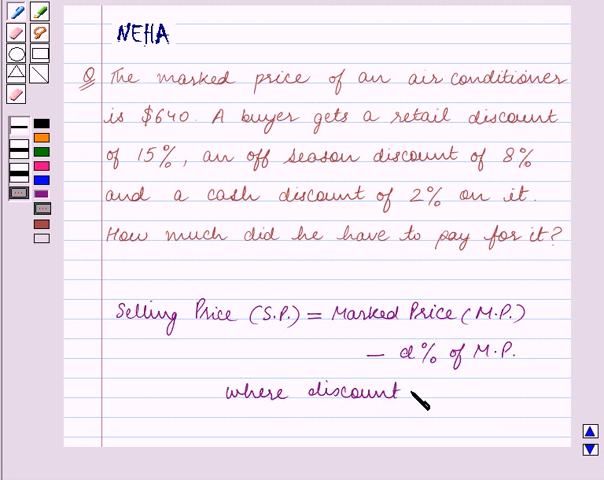 NEHA
Q The marked price of an air conditioner
is $640. A buyer gets a retail discount
of 15%, an off season discount of 8%
and a cash discount of 2% on it.
How much did he have to pay for it?
Selling Price (S.P.) = Marked Price (M.P.)
− d% of M.P.
where discount